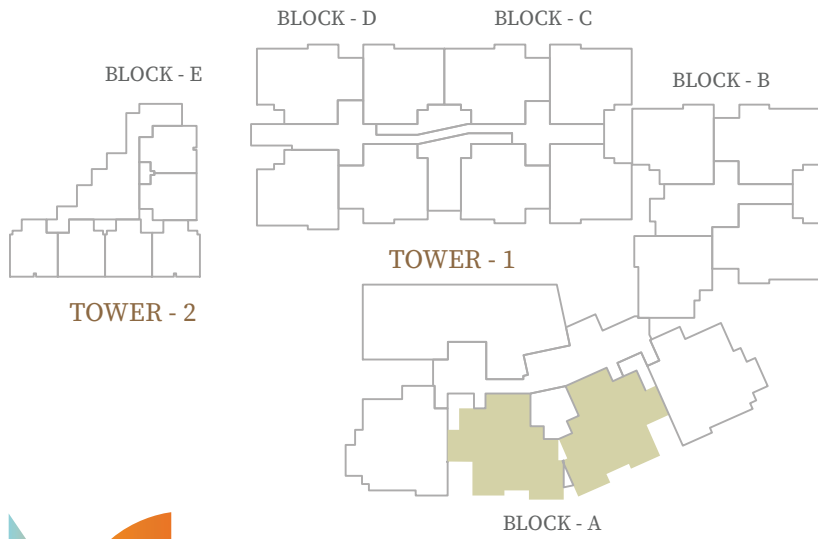 BLOCK - D
BLOCK - C
BLOCK - E
BLOCK - B
TOWER - 1
TOWER - 2
BLOCK - A